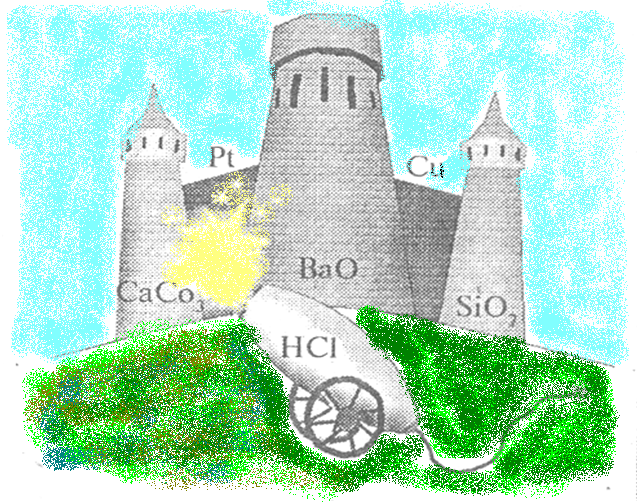 Pt
Cu
BaO
CaCo₃
SiO₂
HCl